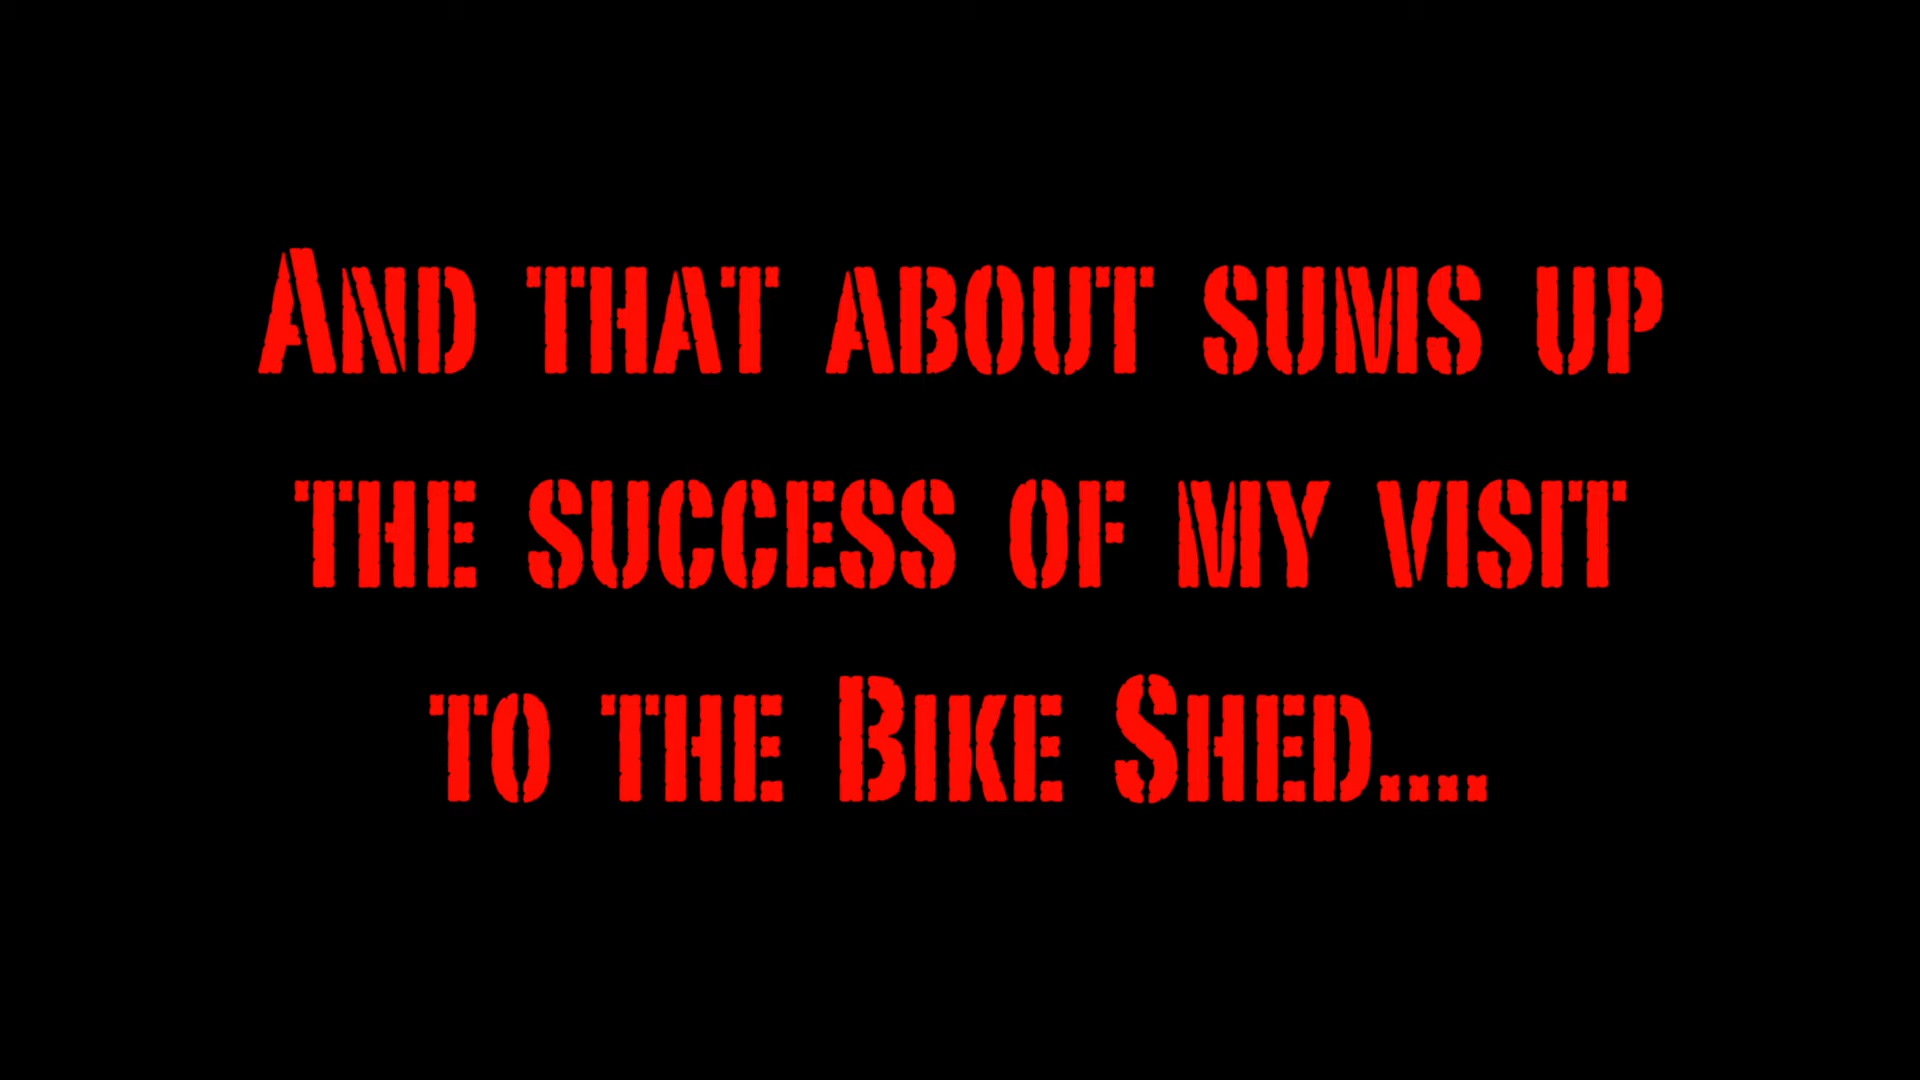 And that about sums up
the success of my visit
to the Bike Shed....